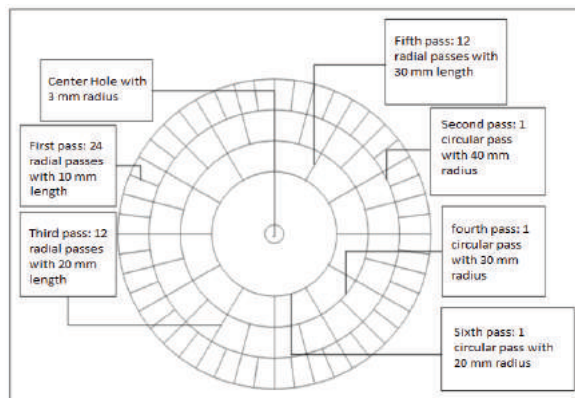 Fifth pass: 12
radial passes with
30 mm length
Center Hole with
3 mm radius
Second pass: 1
circular pass
with 40 mm
radius
First pass: 24
radial passes
with 10 mm
length
Third pass: 12
radial passes
with 20 mm
length
fourth pass: 1
circular pass
with 30 mm
radius
Sixth pass: 1
circular pass with
20 mm radius